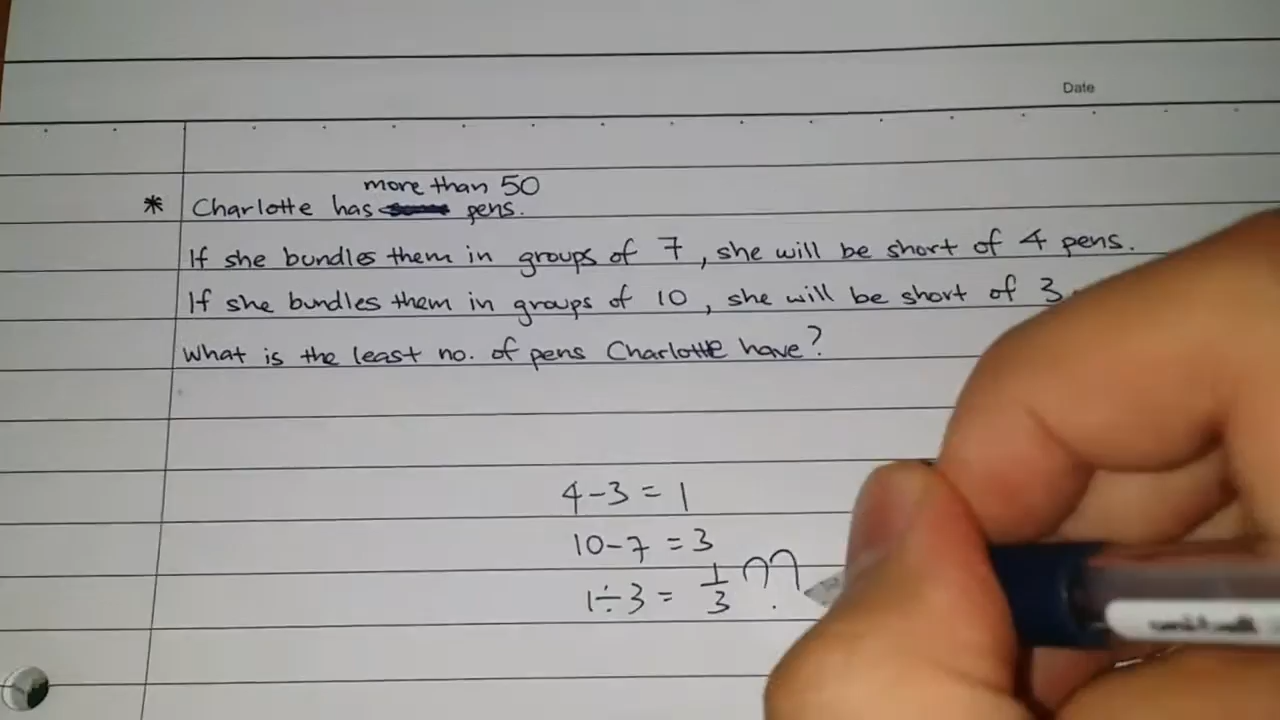 Date
more than 50
* Charlotte has pens.
If she bundles them in groups of 7, she will be short of 4 pens.
If she bundles them in groups of 10, she will be short of 3
What is the least no. of pens Charlotte have?
4-3 = 1
10-7 = 3
1÷3 = 1/3 ??